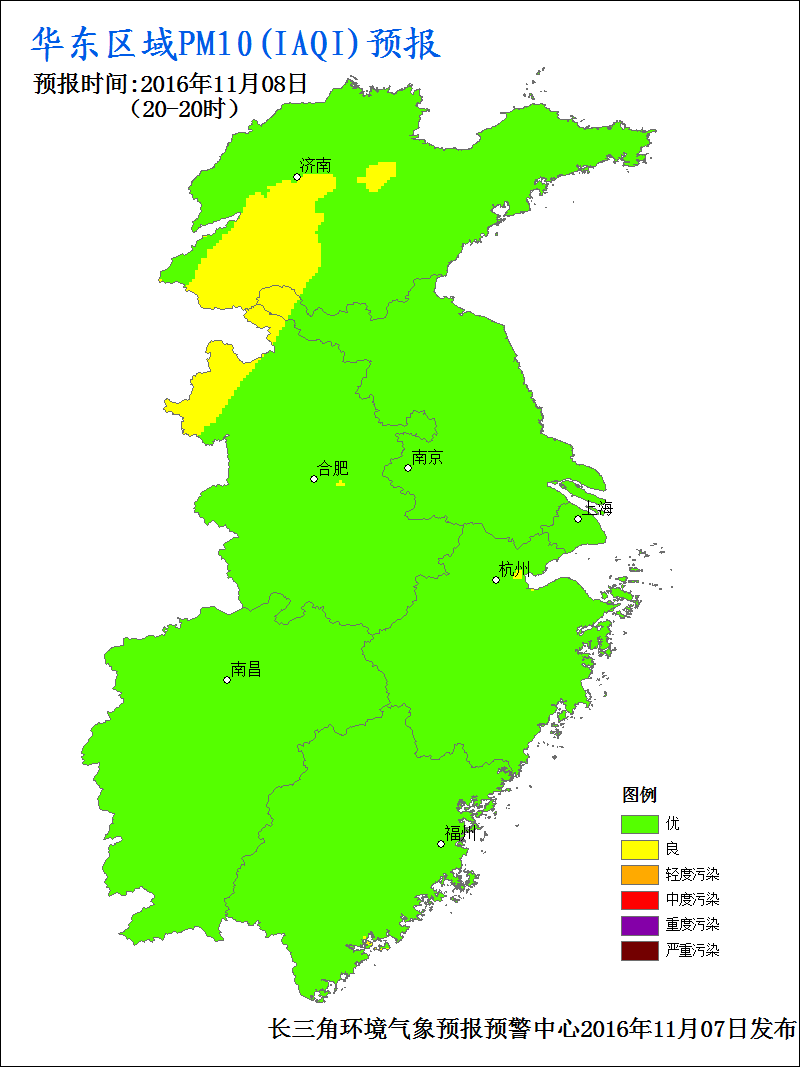 华东区域PM10(IAQI)预报
预报时间:2016年11月08日
(20-20时)
济南
合肥
南京
上海
杭州
南昌
福州
图例
优
良
轻度污染
中度污染
重度污染
严重污染
长三角环境气象预报预警中心2016年11月07日发布